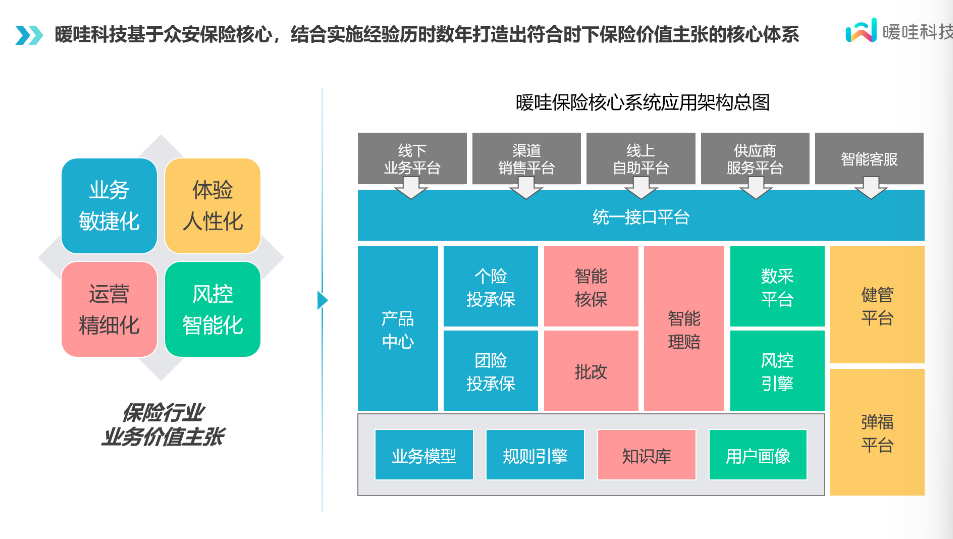 暖哇科技基于众安保险核心，结合实施经验历时数年打造出符合时下保险价值主张的核心体系
暖哇科技
业务
敏捷化
体验
人性化
运营
精细化
风控
智能化
保险行业
业务价值主张
暖哇保险核心系统应用架构总图
线下
业务平台
渠道
销售平台
线上
自助平台
供应商
服务平台
智能客服
统一接口平台
产品
中心
个险
投承保
团险
投承保
智能
核保
批改
智能
理赔
数采
平台
风控
引擎
健管
平台
弹福
平台
业务模型
规则引擎
知识库
用户画像